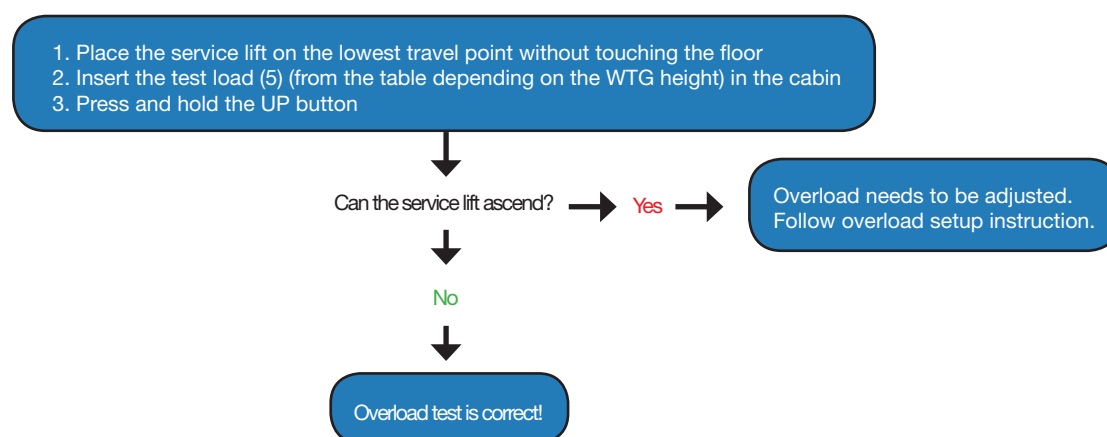 1. Place the service lift on the lowest travel point without touching the floor
2. Insert the test load (5) (from the table depending on the WTG height) in the cabin
3. Press and hold the UP button
Can the service lift ascend?
Yes
Overload needs to be adjusted.
Follow overload setup instruction.
No
Overload test is correct!